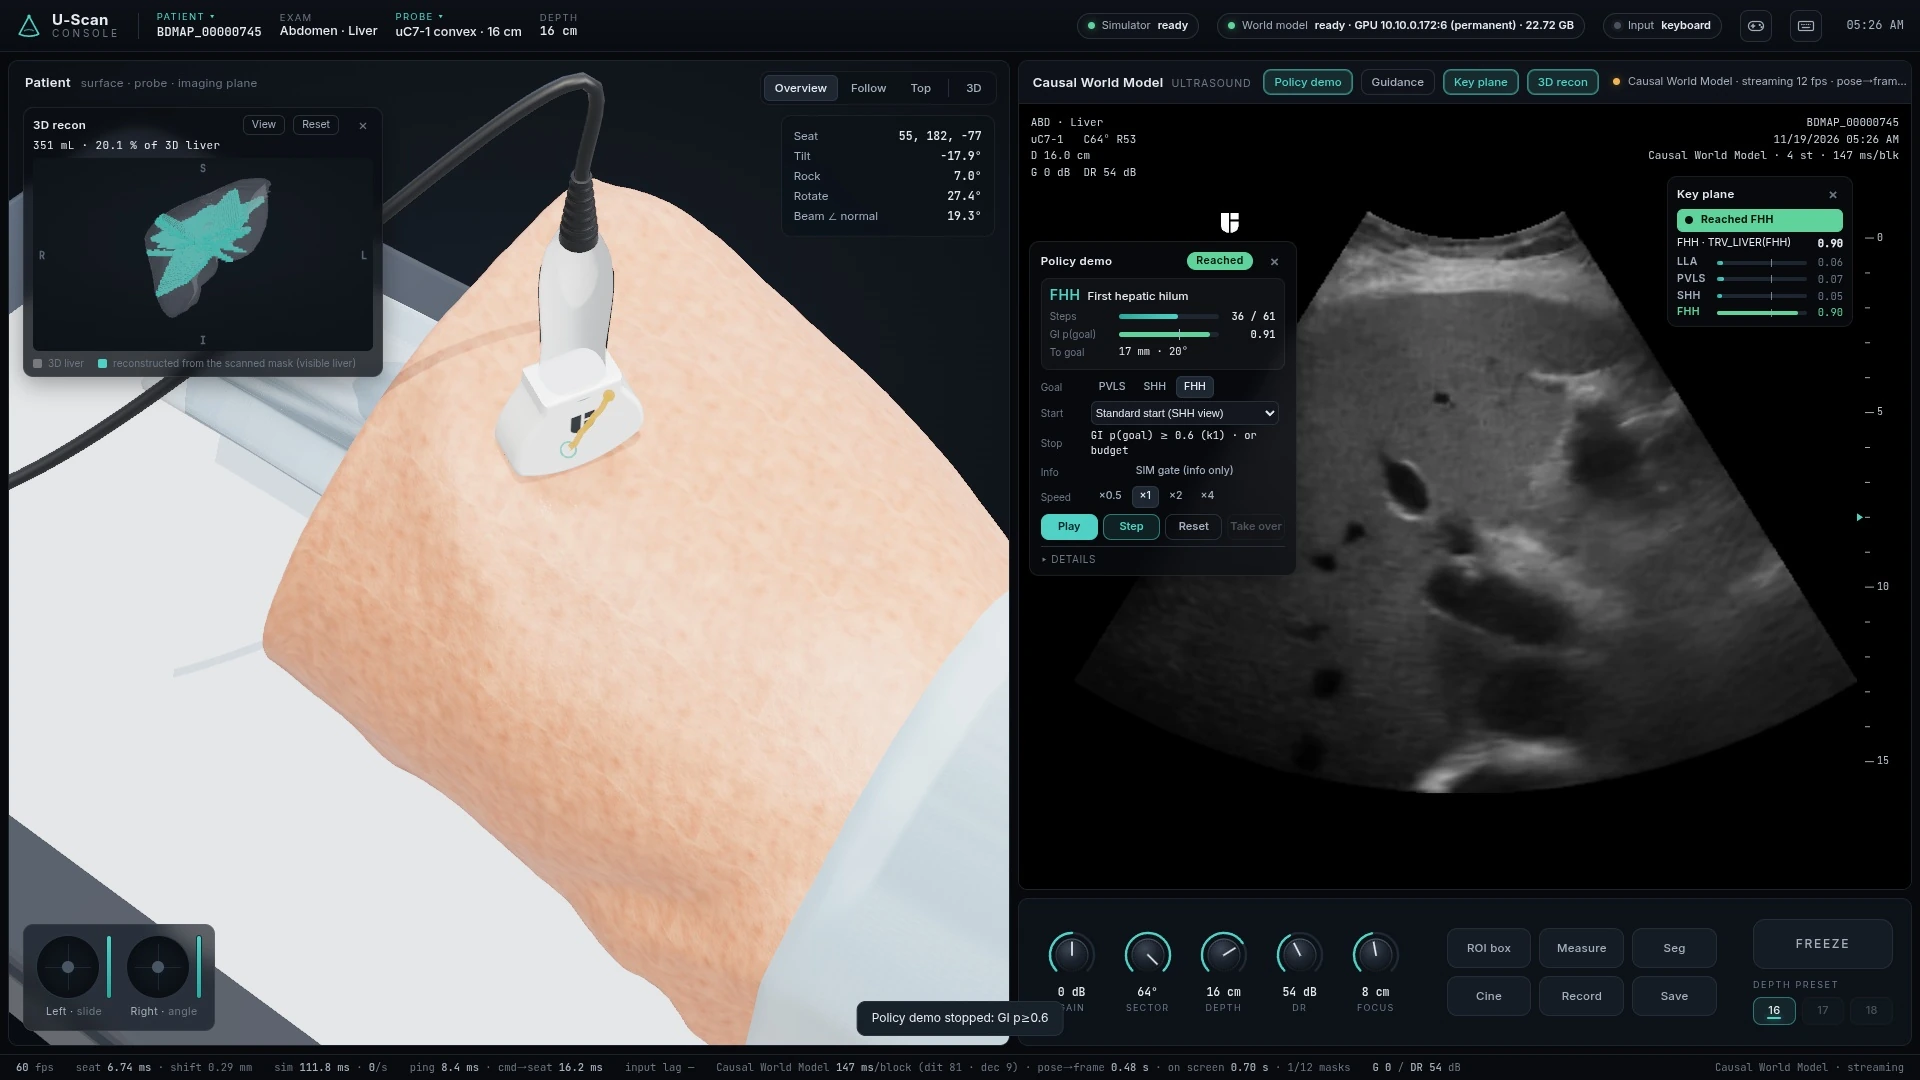 U-Scan
CONSOLE
PATIENT ▾
BDMAP_00000745
EXAM
Abdomen · Liver
PROBE ▾
uC7-1 convex · 16 cm
DEPTH
16 cm
Simulator ready
World model ready · GPU 10.10.0.172:6 (permanent) · 22.72 GB
Input keyboard
05:26 AM
Patient surface · probe · imaging plane
Overview Follow Top 3D
3D recon View Reset ×
351 mL · 20.1 % of 3D liver
S
R L
I
3D liver reconstructed from the scanned mask (visible liver)
Seat 55, 182, -77
Tilt -17.9°
Rock 7.0°
Rotate 27.4°
Beam ∠ normal 19.3°
Left · slide Right · angle
Policy demo stopped: GI p≥0.6
Causal World Model ULTRASOUND Policy demo Guidance Key plane 3D recon Causal World Model · streaming 12 fps · pose→fram...
ABD · Liver
uC7-1 C64° R53
D 16.0 cm
G 0 dB DR 54 dB
BDMAP_00000745
11/19/2026 05:26 AM
Causal World Model · 4 st · 147 ms/blk
Key plane ×
Reached FHH
FHH · TRV_LIVER(FHH) 0.90
LLA 0.06
PVLS 0.07
SHH 0.05
FHH 0.90
Policy demo Reached ×
FHH First hepatic hilum
Steps 36 / 61
GI p(goal) 0.91
To goal 17 mm · 20°
Goal PVLS SHH FHH
Start Standard start (SHH view)
Stop GI p(goal) ≥ 0.6 (k1) · or
budget
Info SIM gate (info only)
Speed ×0.5 ×1 ×2 ×4
Play Step Reset Take over
▸ DETAILS
0
5
10
15
0 dB
GAIN
64°
SECTOR
16 cm
DEPTH
54 dB
DR
8 cm
FOCUS
ROI box Measure Seg
Cine Record Save
FREEZE
DEPTH PRESET
16 17 18
60 fps seat 6.74 ms · shift 0.29 mm sim 111.8 ms · 0/s ping 8.4 ms · cmd→seat 16.2 ms input lag — Causal World Model 147 ms/block (dit 81 · dec 9) · pose→frame 0.48 s · on screen 0.70 s · 1/12 masks G 0 / DR 54 dB Causal World Model · streaming